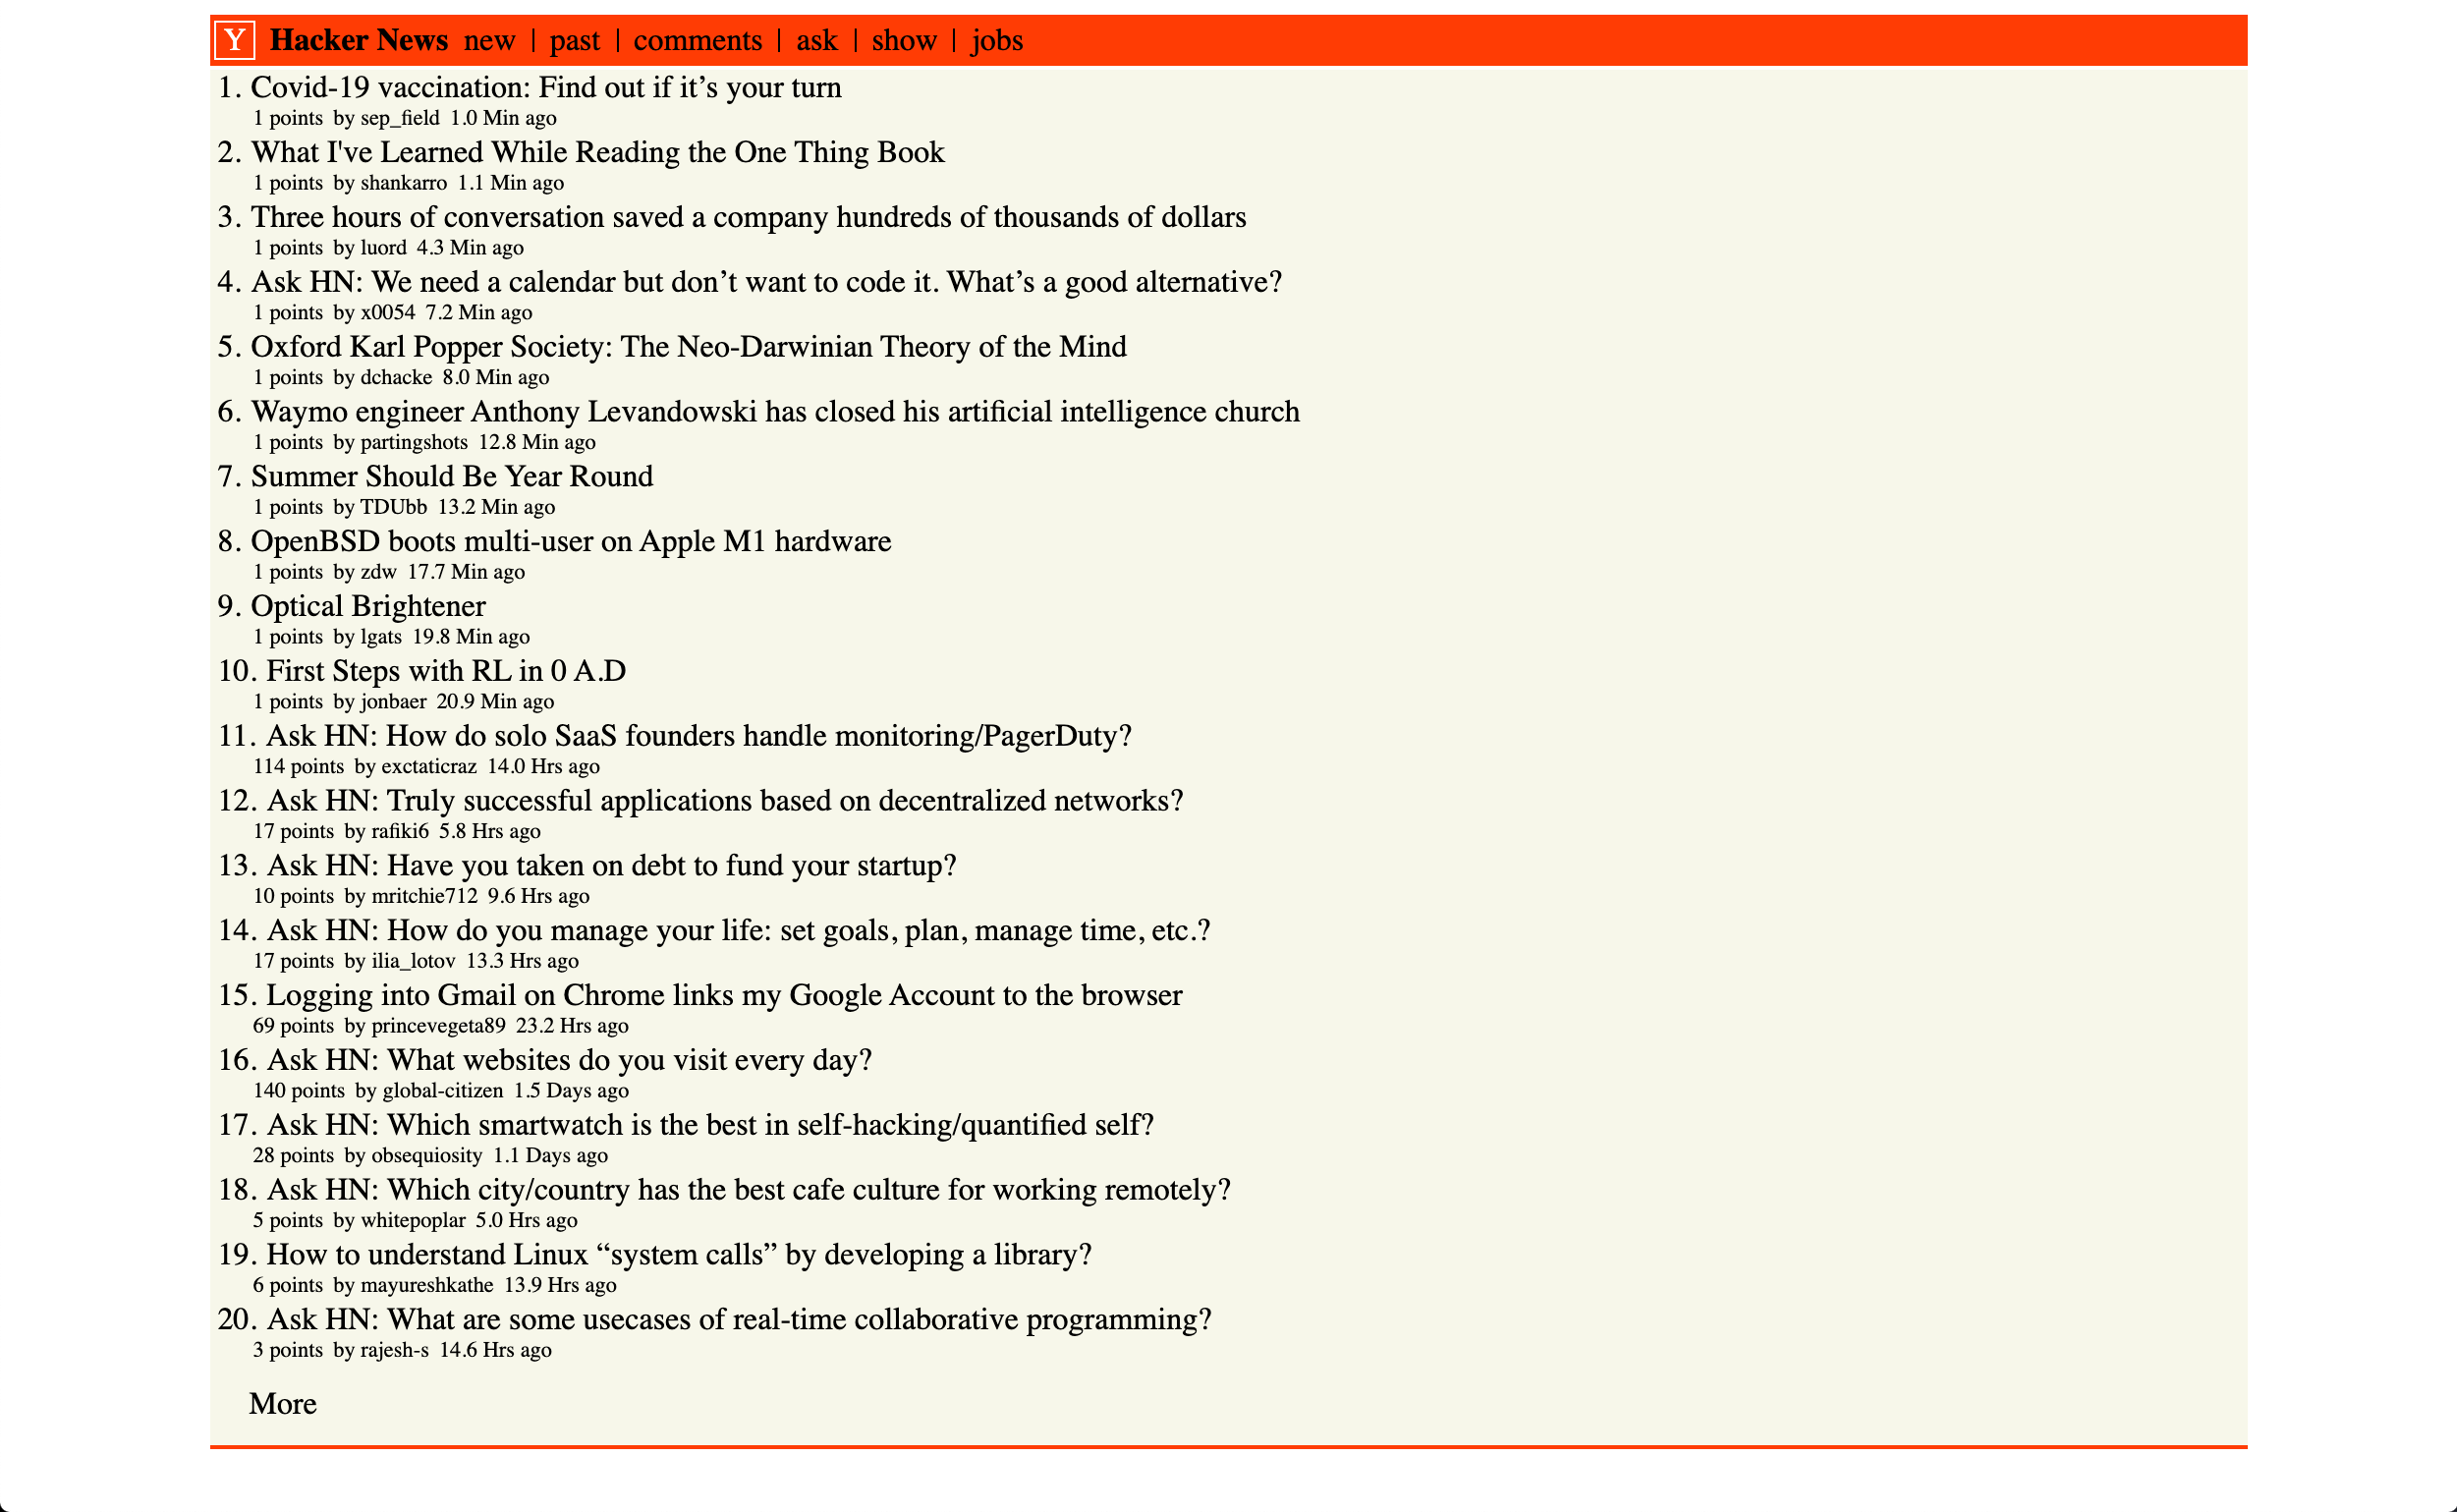 Y Hacker News new | past | comments | ask | show | jobs
1. Covid-19 vaccination: Find out if it’s your turn
1 points by sep_field 1.0 Min ago
2. What I've Learned While Reading the One Thing Book
1 points by shankarro 1.1 Min ago
3. Three hours of conversation saved a company hundreds of thousands of dollars
1 points by luord 4.3 Min ago
4. Ask HN: We need a calendar but don’t want to code it. What’s a good alternative?
1 points by x0054 7.2 Min ago
5. Oxford Karl Popper Society: The Neo-Darwinian Theory of the Mind
1 points by dchacke 8.0 Min ago
6. Waymo engineer Anthony Levandowski has closed his artificial intelligence church
1 points by partingshots 12.8 Min ago
7. Summer Should Be Year Round
1 points by TDUbb 13.2 Min ago
8. OpenBSD boots multi-user on Apple M1 hardware
1 points by zdw 17.7 Min ago
9. Optical Brightener
1 points by lgats 19.8 Min ago
10. First Steps with RL in 0 A.D
1 points by jonbaer 20.9 Min ago
11. Ask HN: How do solo SaaS founders handle monitoring/PagerDuty?
114 points by exctaticraz 14.0 Hrs ago
12. Ask HN: Truly successful applications based on decentralized networks?
17 points by rafiki6 5.8 Hrs ago
13. Ask HN: Have you taken on debt to fund your startup?
10 points by mritchie712 9.6 Hrs ago
14. Ask HN: How do you manage your life: set goals, plan, manage time, etc.?
17 points by ilia_lotov 13.3 Hrs ago
15. Logging into Gmail on Chrome links my Google Account to the browser
69 points by princevegeta89 23.2 Hrs ago
16. Ask HN: What websites do you visit every day?
140 points by global-citizen 1.5 Days ago
17. Ask HN: Which smartwatch is the best in self-hacking/quantified self?
28 points by obsequiosity 1.1 Days ago
18. Ask HN: Which city/country has the best cafe culture for working remotely?
5 points by whitepoplar 5.0 Hrs ago
19. How to understand Linux “system calls” by developing a library?
6 points by mayureshkathe 13.9 Hrs ago
20. Ask HN: What are some usecases of real-time collaborative programming?
3 points by rajesh-s 14.6 Hrs ago
More